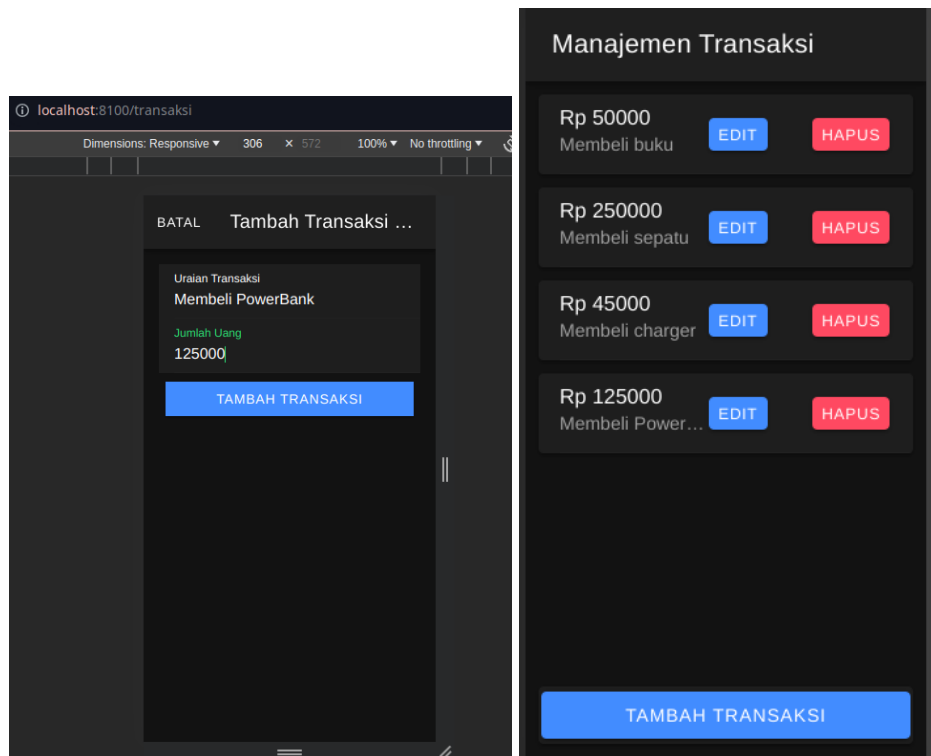 localhost:8100/transaksi
Dimensions: Responsive ▼ 306 × 572 100% ▼ No throttling ▼
BATAL Tambah Transaksi ...
Uraian Transaksi
Membeli PowerBank
Jumlah Uang
125000
TAMBAH TRANSAKSI
Manajemen Transaksi
Rp 50000
Membeli buku
EDIT
HAPUS
Rp 250000
Membeli sepatu
EDIT
HAPUS
Rp 45000
Membeli charger
EDIT
HAPUS
Rp 125000
Membeli Power...
EDIT
HAPUS
TAMBAH TRANSAKSI